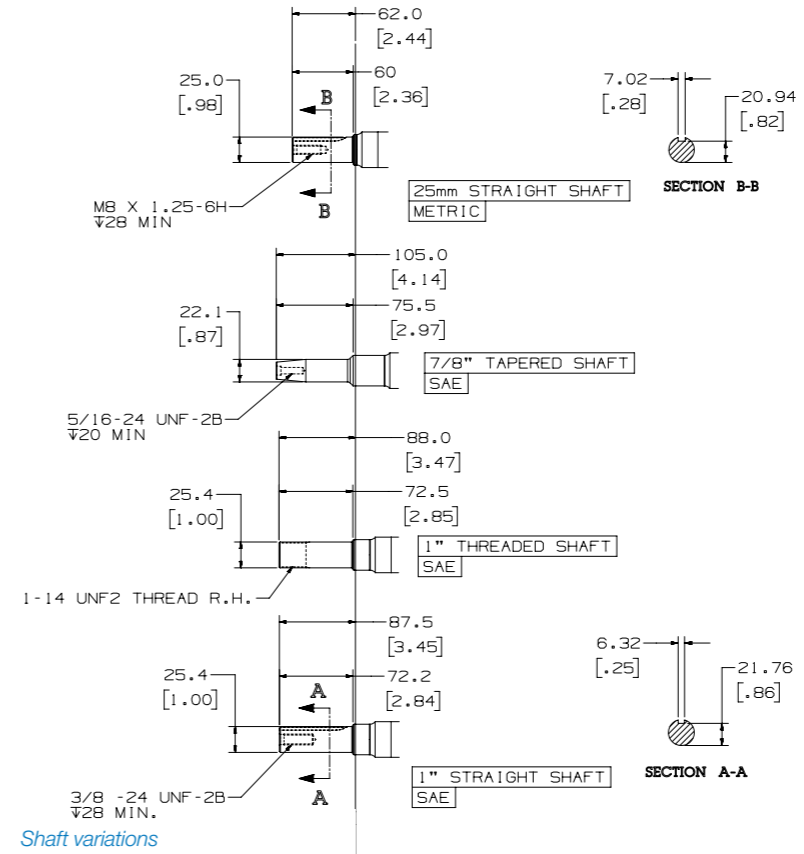 62.0
[2.44]
60
[2.36]
25.0
[.98]
B
B
M8 X 1.25-6H
↧28 MIN
25mm STRAIGHT SHAFT
METRIC
7.02
[.28]
20.94
[.82]
SECTION B-B
105.0
[4.14]
75.5
[2.97]
22.1
[.87]
7/8" TAPERED SHAFT
SAE
5/16-24 UNF-2B
↧20 MIN
88.0
[3.47]
72.5
[2.85]
25.4
[1.00]
1" THREADED SHAFT
SAE
1-14 UNF2 THREAD R.H.
87.5
[3.45]
72.2
[2.84]
25.4
[1.00]
A
A
3/8 -24 UNF-2B
↧28 MIN.
1" STRAIGHT SHAFT
SAE
6.32
[.25]
21.76
[.86]
SECTION A-A
Shaft variations